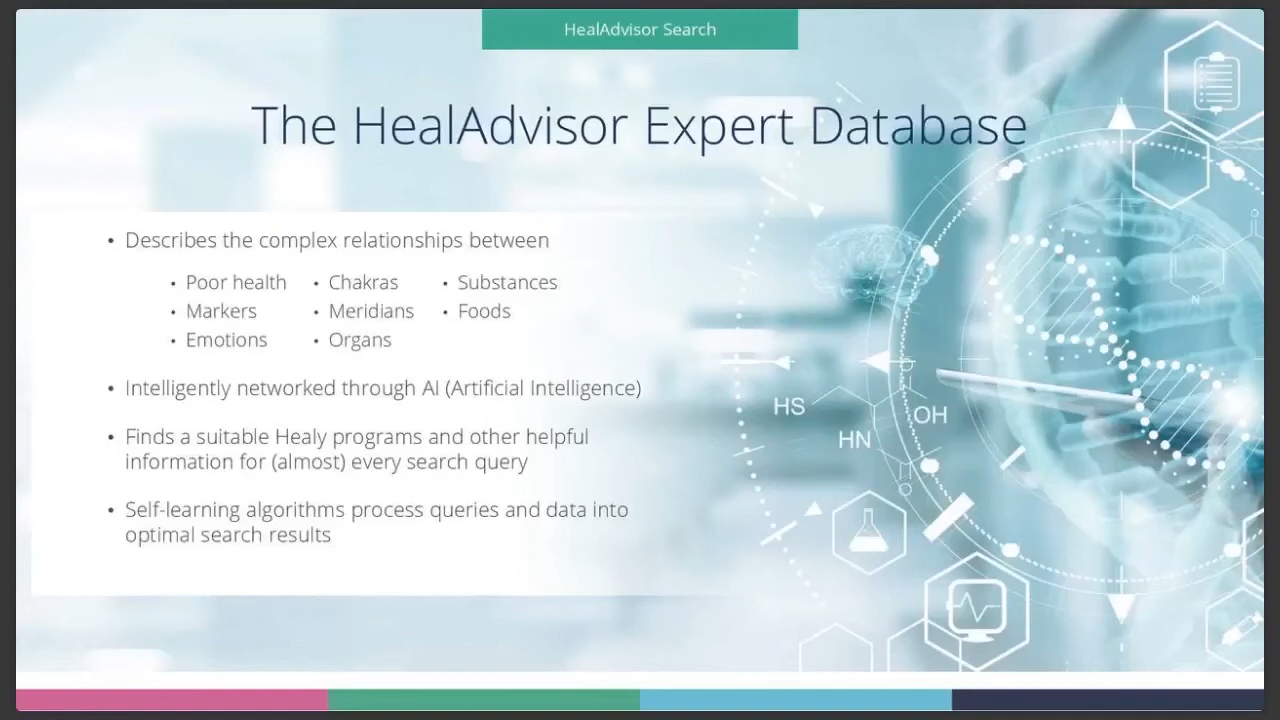 HealAdvisor Search
The HealAdvisor Expert Database
• Describes the complex relationships between
• Poor health • Chakras • Substances
• Markers • Meridians • Foods
• Emotions • Organs
• Intelligently networked through AI (Artificial Intelligence)
• Finds a suitable Healy programs and other helpful
information for (almost) every search query
• Self-learning algorithms process queries and data into
optimal search results
HS
OH
HN
N
O
O
O